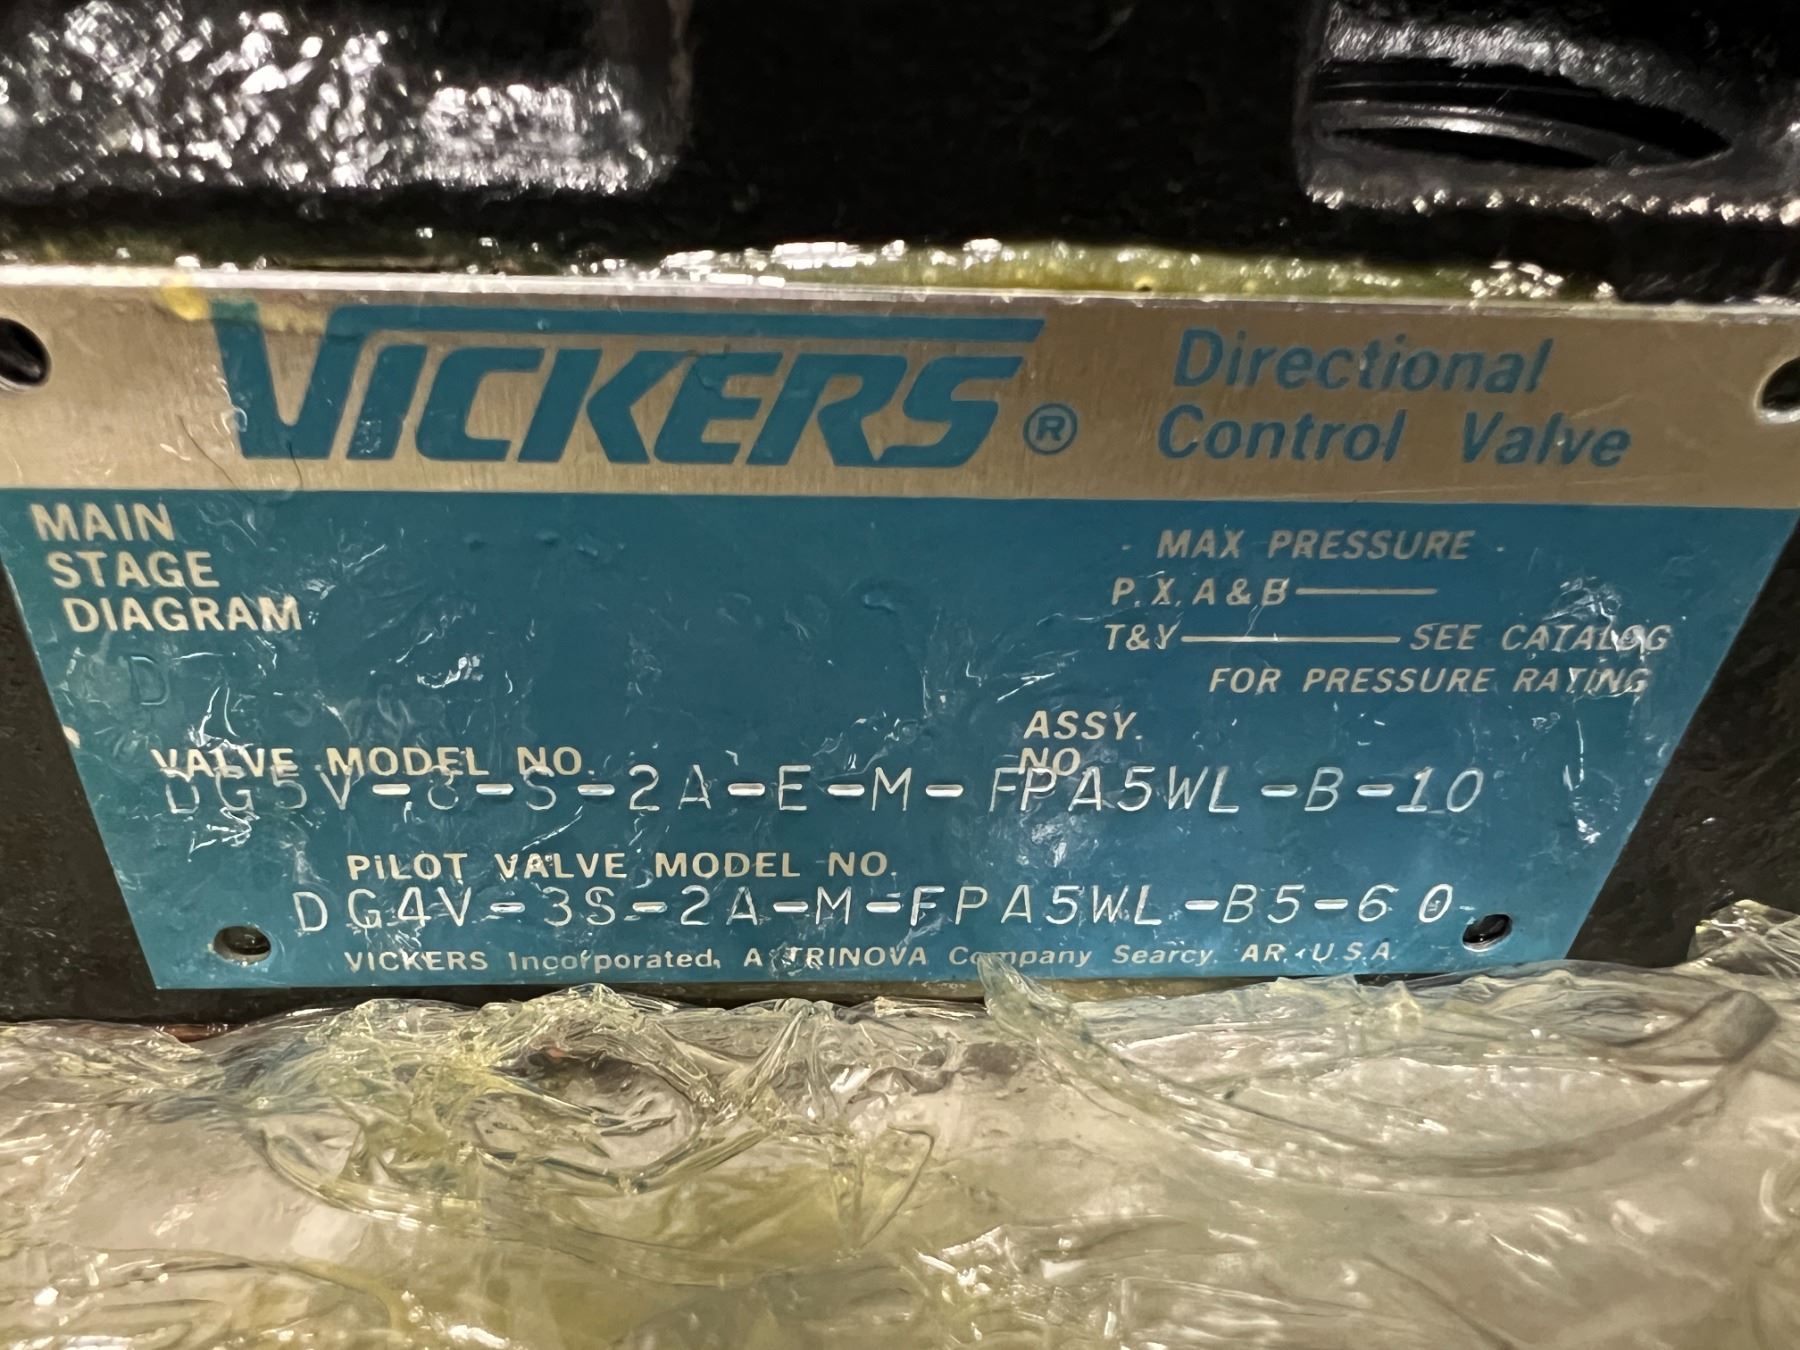 VICKERS® Directional
Control Valve
MAIN
STAGE
DIAGRAM
D
MAX PRESSURE
P. X. A & B
T & Y SEE CATALOG
FOR PRESSURE RATING
ASSY.
NO.
VALVE MODEL NO.
DG5V-8-S-2A-E-M-FPA5WL-B-10
PILOT VALVE MODEL NO.
DG4V-3S-2A-M-FPA5WL-B5-60
VICKERS Incorporated, A TRINOVA Company Searcy. AR. U.S.A.